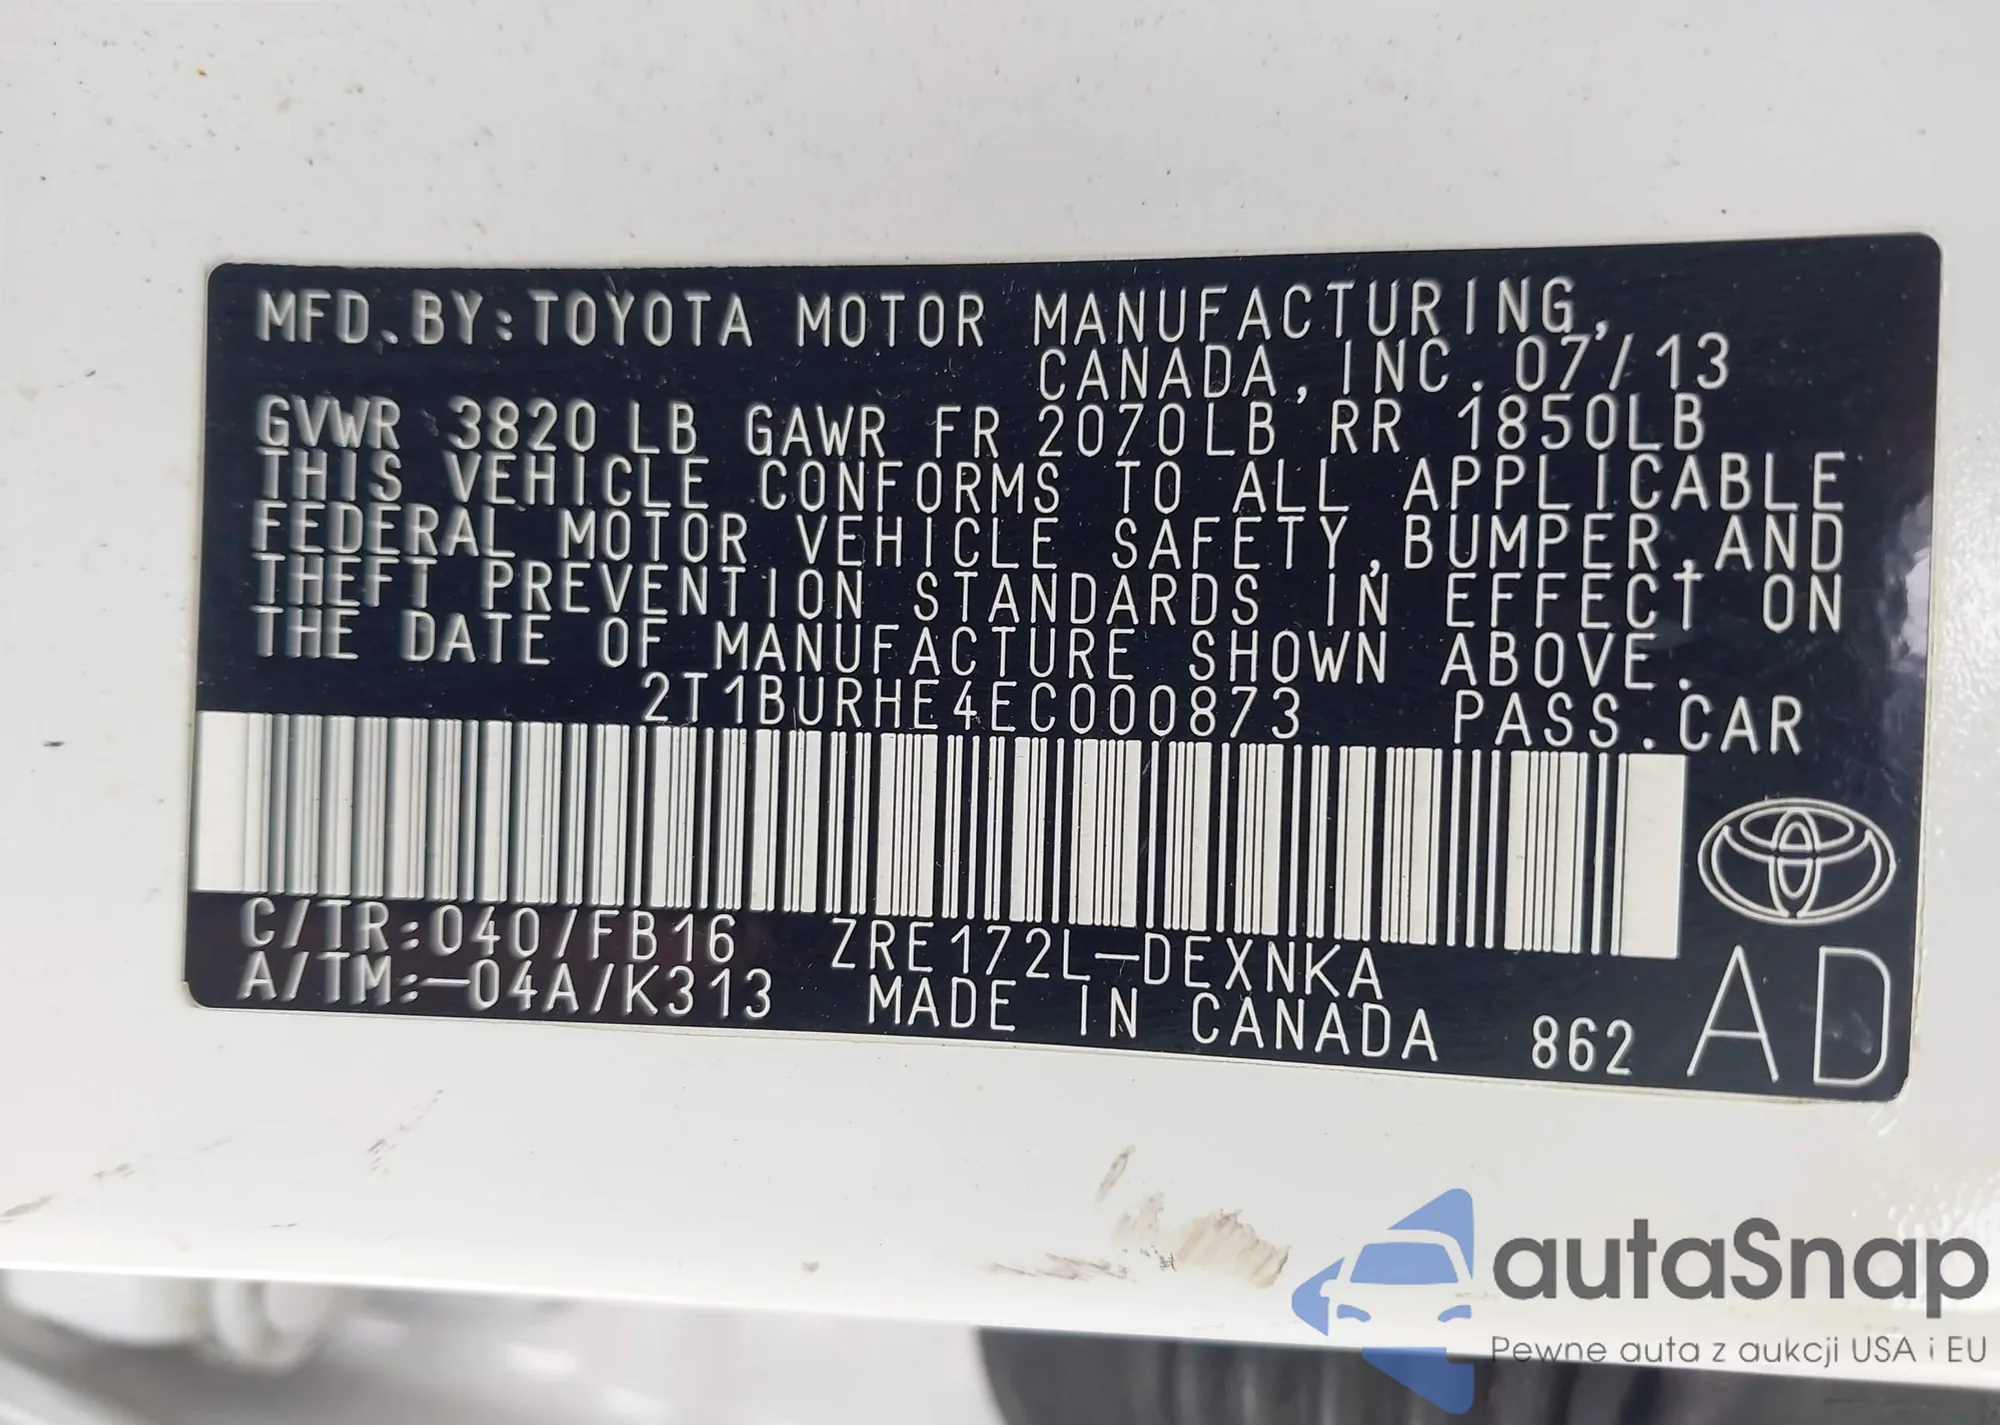 MFD.BY:TOYOTA MOTOR MANUFACTURING,
CANADA,INC.07/13
GVWR 3820LB GAWR FR 2070LB RR 1850LB
THIS VEHICLE CONFORMS TO ALL APPLICABLE
FEDERAL MOTOR VEHICLE SAFETY,BUMPER,AND
THEFT PREVENTION STANDARDS IN EFFECT ON
THE DATE OF MANUFACTURE SHOWN ABOVE.
2T1BURHE4EC000873 PASS.CAR
C/TR:040/FB16 ZRE172L-DEXNKA
A/TM:-04A/K313 MADE IN CANADA 862 AD
autaSnap
Pewne auta z aukcji USA i EU